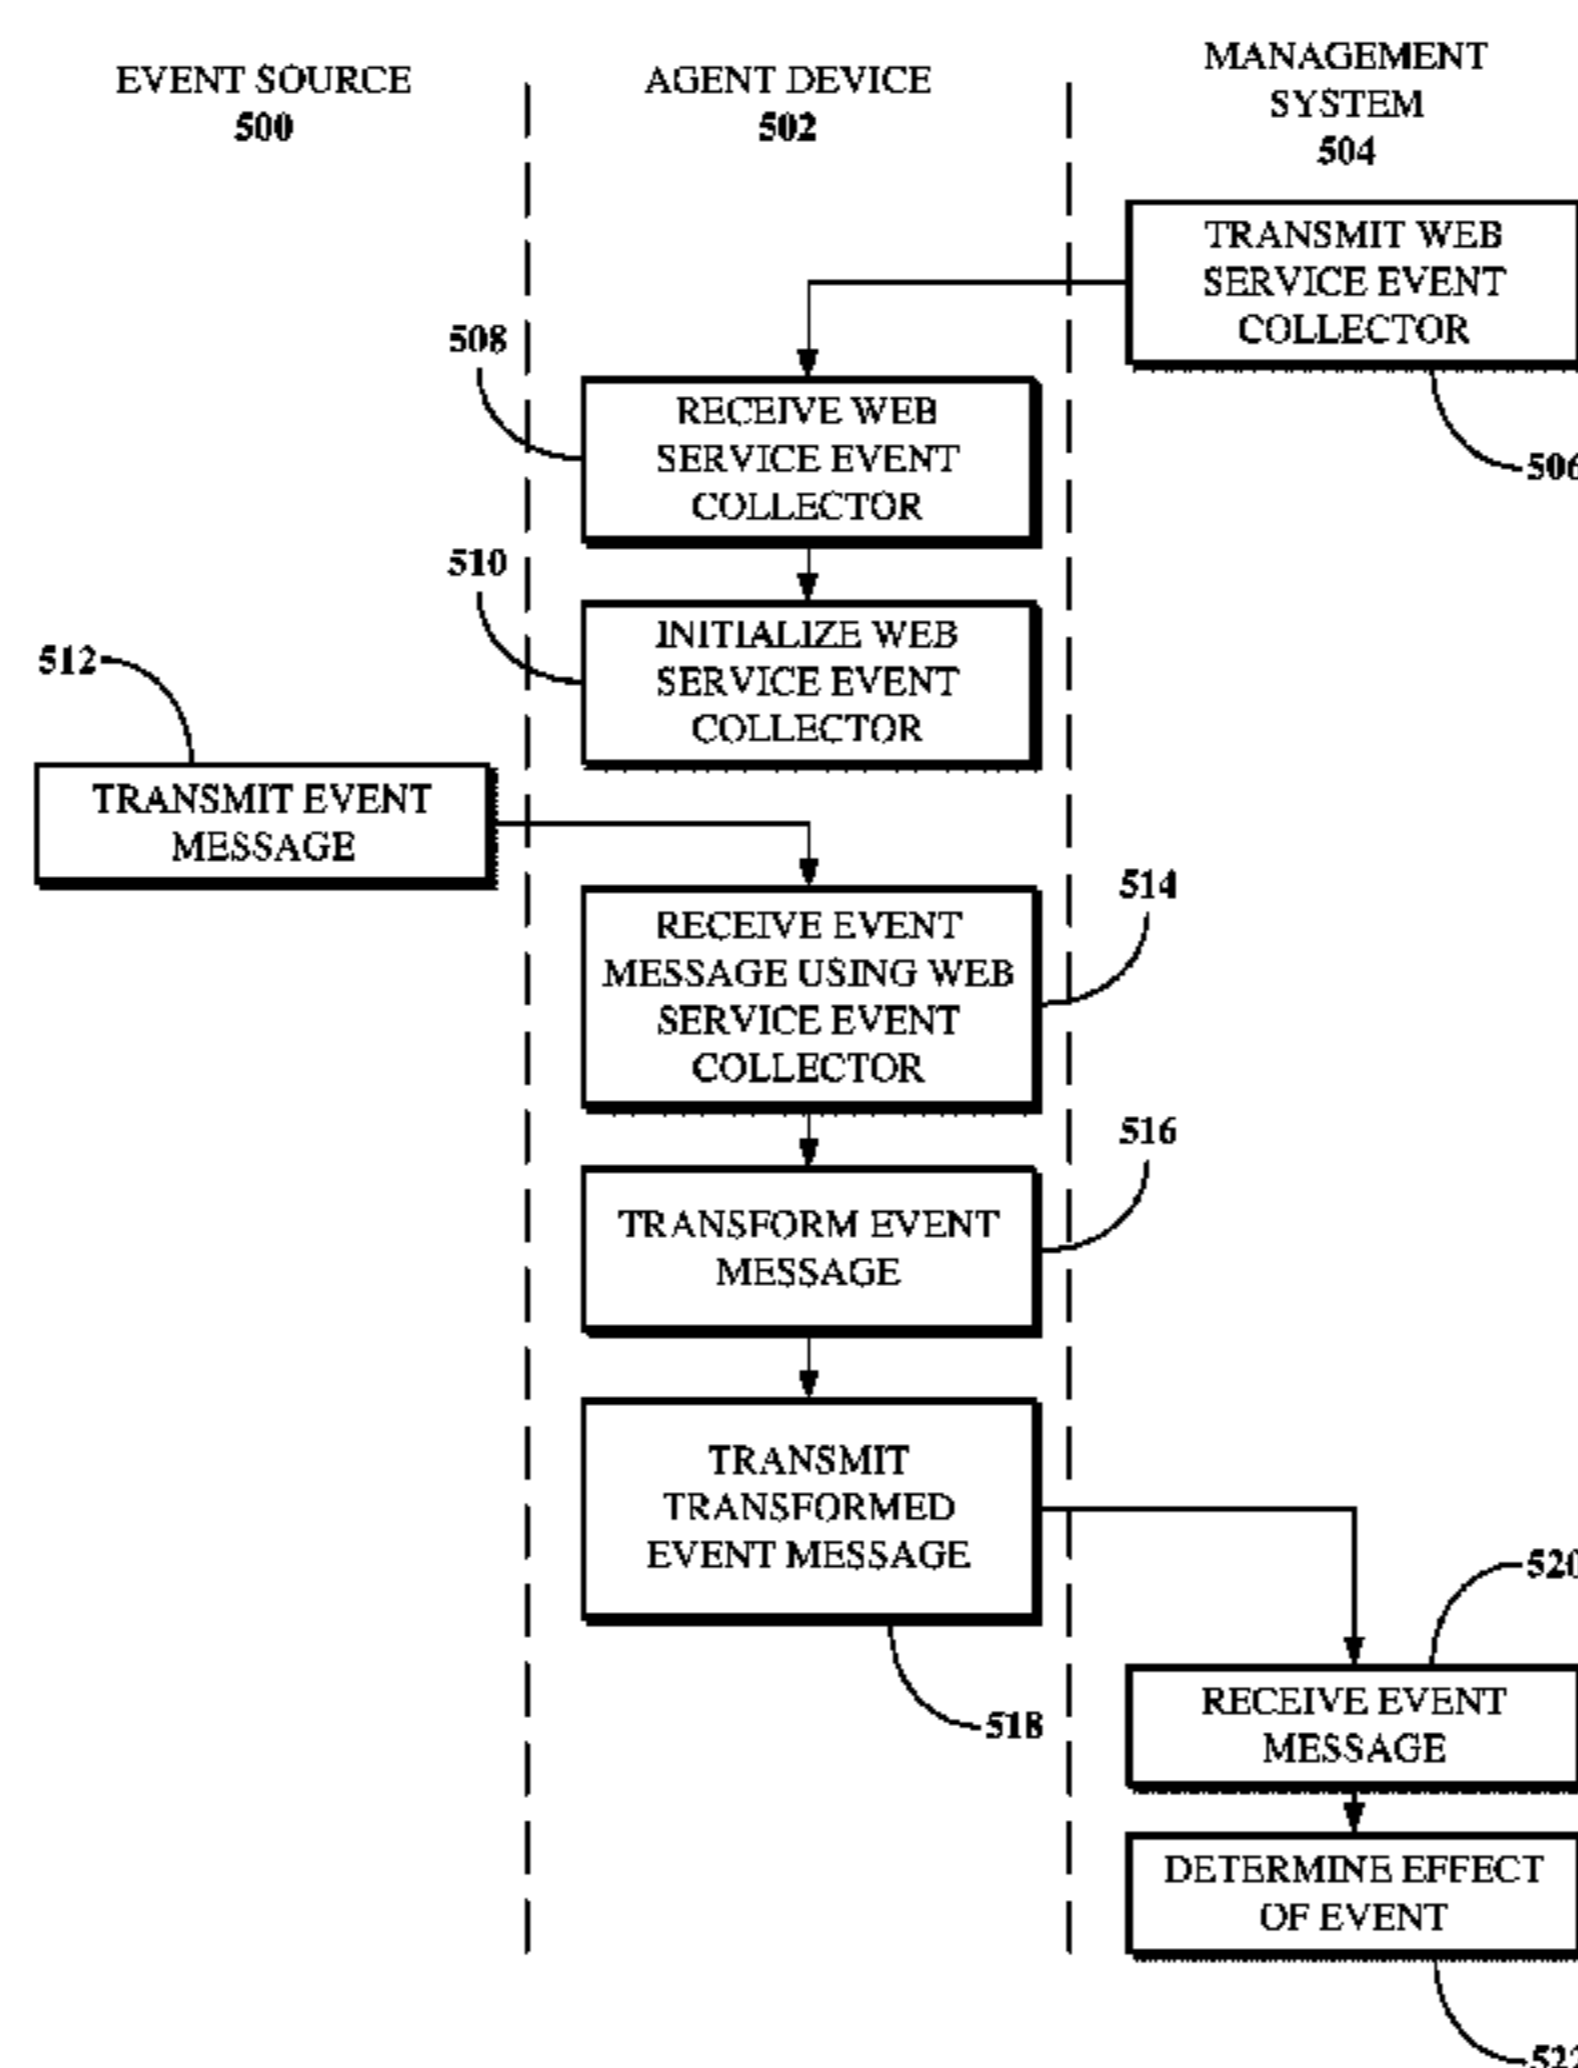 EVENT SOURCE
500
AGENT DEVICE
502
MANAGEMENT
SYSTEM
504
TRANSMIT WEB
SERVICE EVENT
COLLECTOR
506
508
RECEIVE WEB
SERVICE EVENT
COLLECTOR
510
INITIALIZE WEB
SERVICE EVENT
COLLECTOR
512
TRANSMIT EVENT
MESSAGE
514
RECEIVE EVENT
MESSAGE USING WEB
SERVICE EVENT
COLLECTOR
516
TRANSFORM EVENT
MESSAGE
TRANSMIT
TRANSFORMED
EVENT MESSAGE
518
520
RECEIVE EVENT
MESSAGE
DETERMINE EFFECT
OF EVENT
522